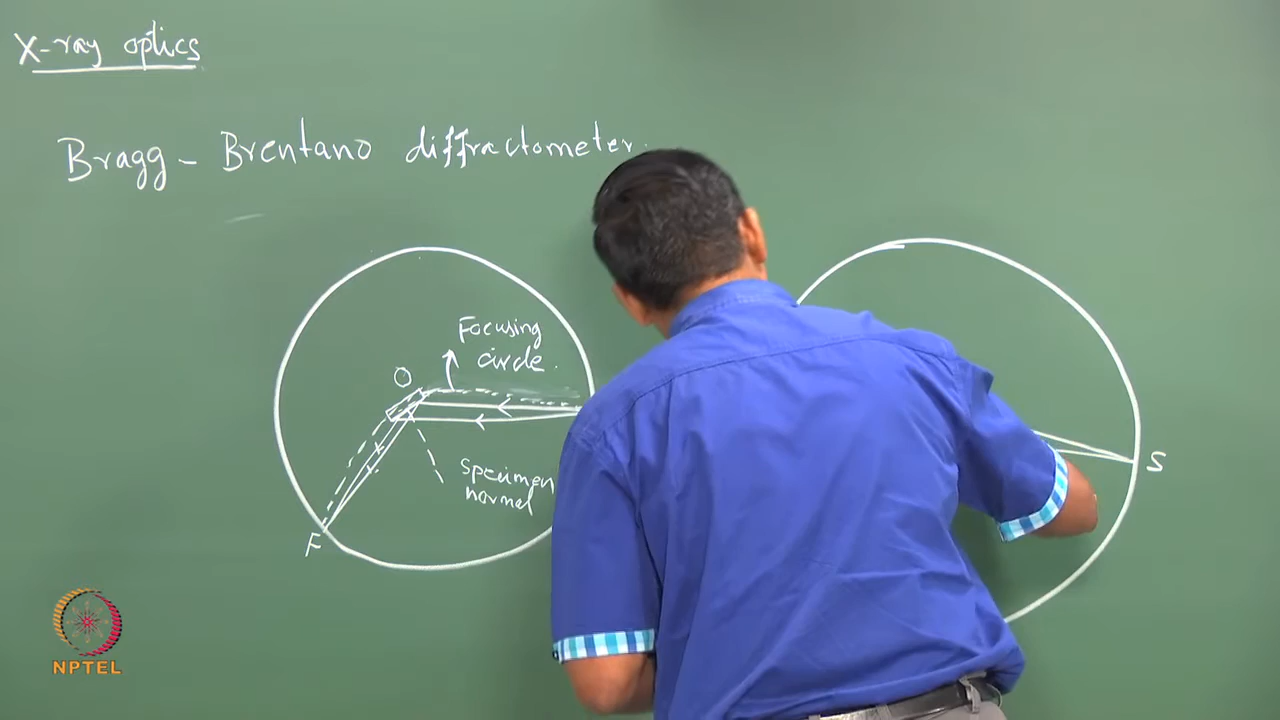 X-ray optics
Bragg - Brentano diffractometer.
Focusing
circle.
O
Specimen
normal
F
S
NPTEL